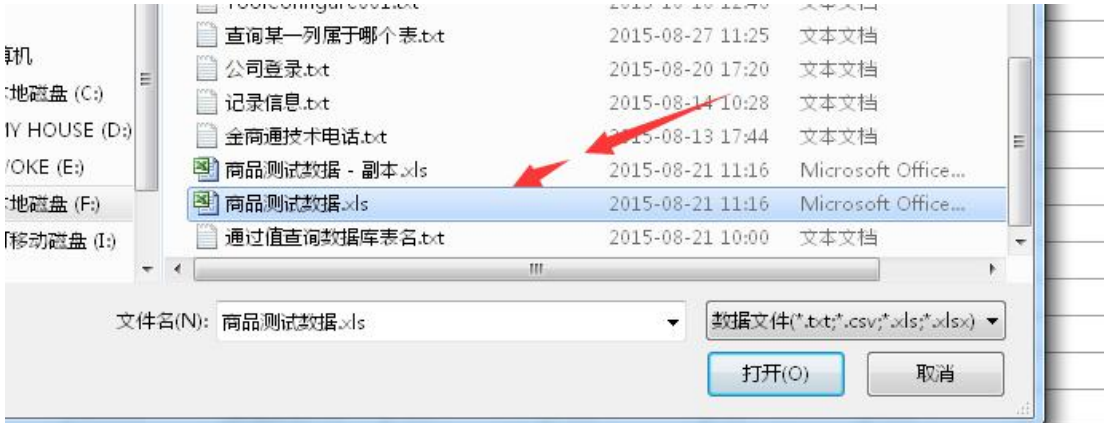 查询某一列属于哪个表.txt 2015-08-27 11:25 文本文档
算机
公司登录.txt 2015-08-20 17:20 文本文档
地磁盘 (C:)
记录信息.txt 2015-08-14 10:28 文本文档
MY HOUSE (D:)
金商通技术电话.txt 2015-08-13 17:44 文本文档
OKE (E:)
商品测试数据 - 副本.xls 2015-08-21 11:16 Microsoft Office...
地磁盘 (F:)
商品测试数据.xls 2015-08-21 11:16 Microsoft Office...
移动磁盘 (I:)
通过值查询数据库表名.txt 2015-08-21 10:00 文本文档
文件名(N): 商品测试数据.xls 数据文件(*.txt;*.csv;*.xls;*.xlsx)
打开(O) 取消